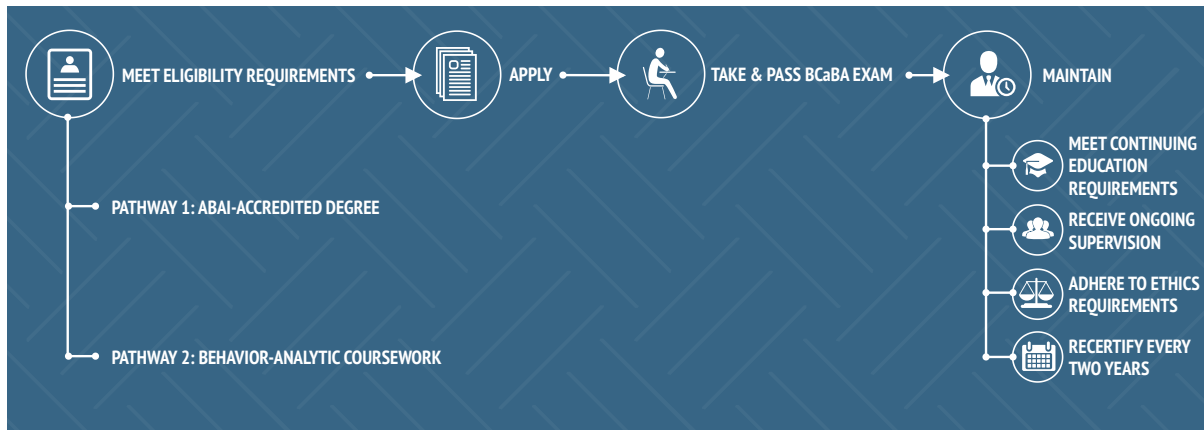 MEET ELIGIBILITY REQUIREMENTS
APPLY
TAKE & PASS BCaBA EXAM
MAINTAIN
PATHWAY 1: ABAI-ACCREDITED DEGREE
PATHWAY 2: BEHAVIOR-ANALYTIC COURSEWORK
MEET CONTINUING
EDUCATION
REQUIREMENTS
RECEIVE ONGOING
SUPERVISION
ADHERE TO ETHICS
REQUIREMENTS
RECERTIFY EVERY
TWO YEARS